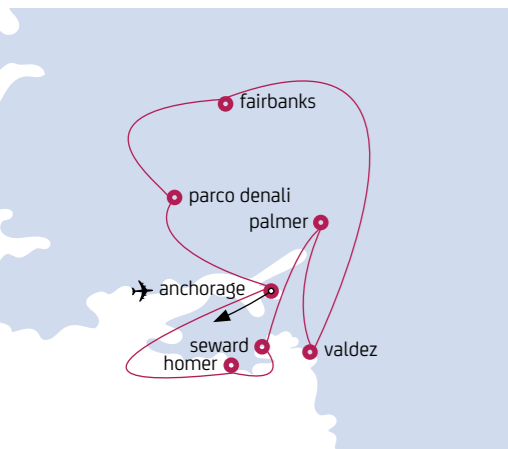 fairbanks
parco denali
palmer
anchorage
seward
homer
valdez